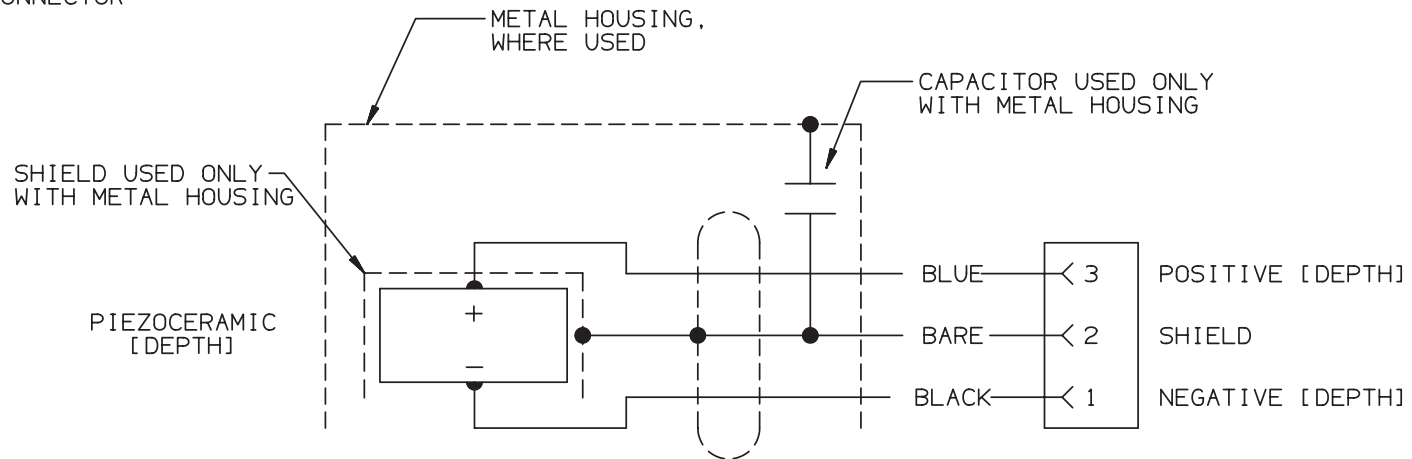 METAL HOUSING,
WHERE USED
CAPACITOR USED ONLY
WITH METAL HOUSING
SHIELD USED ONLY
WITH METAL HOUSING
PIEZOCERAMIC
[DEPTH]
+
−
BLUE
3
POSITIVE [DEPTH]
BARE
2
SHIELD
BLACK
1
NEGATIVE [DEPTH]